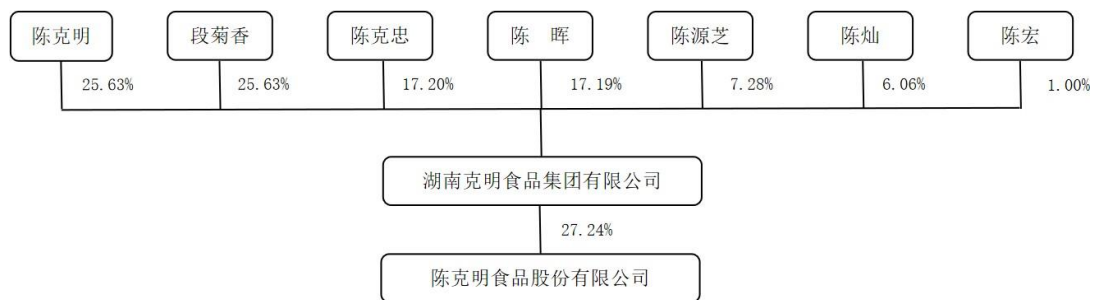 陈克明 段菊香 陈克忠 陈 晖 陈源芝 陈灿 陈宏
25.63% 25.63% 17.20% 17.19% 7.28% 6.06% 1.00%
湖南克明食品集团有限公司
27.24%
陈克明食品股份有限公司